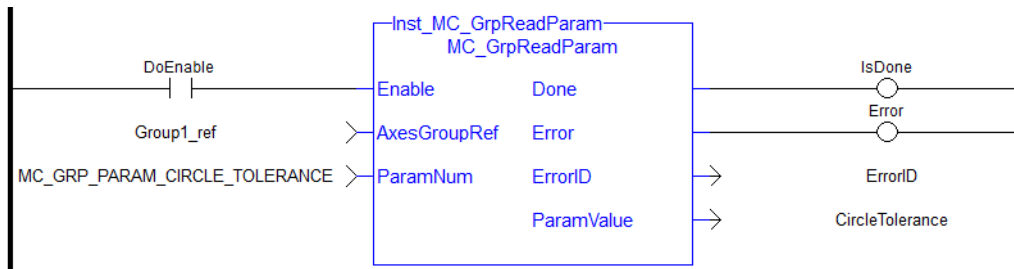 Inst_MC_GrpReadParam
MC_GrpReadParam
DoEnable
IsDone
Enable Done
Error
Group1_ref AxesGroupRef Error
MC_GRP_PARAM_CIRCLE_TOLERANCE ParamNum ErrorID ErrorID
ParamValue CircleTolerance